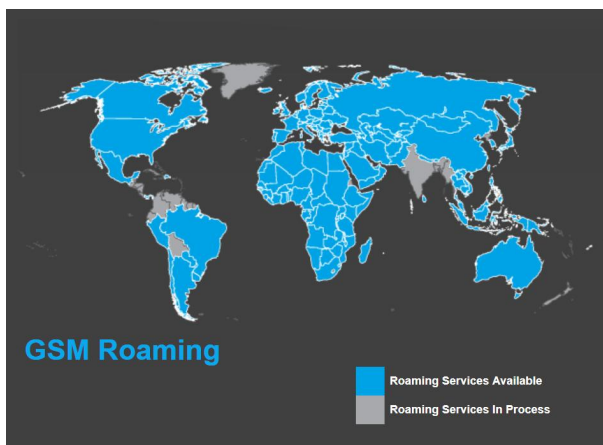 GSM Roaming
Roaming Services Available
Roaming Services In Process